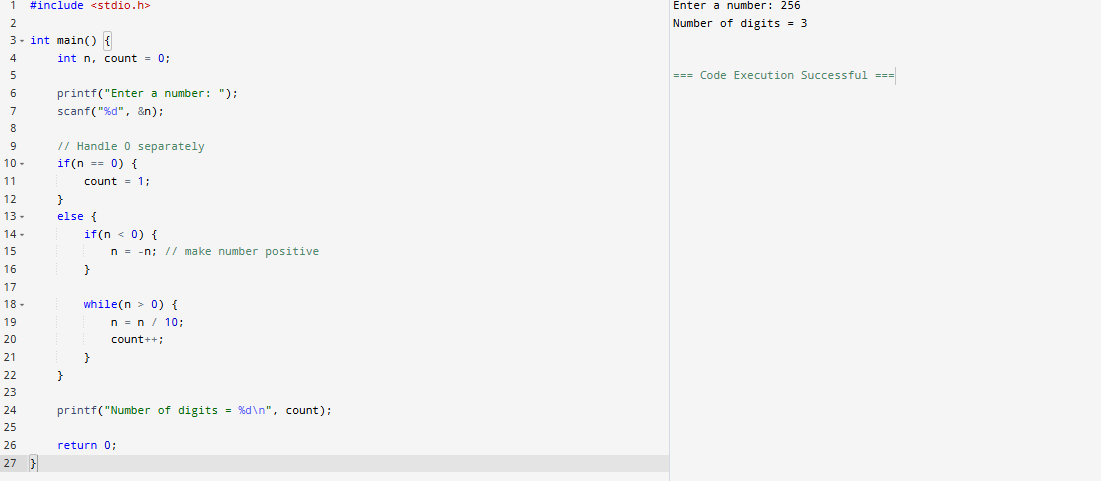 1 #include <stdio.h>
2
3 int main() {
4 int n, count = 0;
5
6 printf("Enter a number: ");
7 scanf("%d", &n);
8
9 // Handle 0 separately
10 if(n == 0) {
11 count = 1;
12 }
13 else {
14 if(n < 0) {
15 n = -n; // make number positive
16 }
17
18 while(n > 0) {
19 n = n / 10;
20 count++;
21 }
22 }
23
24 printf("Number of digits = %d\n", count);
25
26 return 0;
27 }
Enter a number: 256
Number of digits = 3
=== Code Execution Successful ===